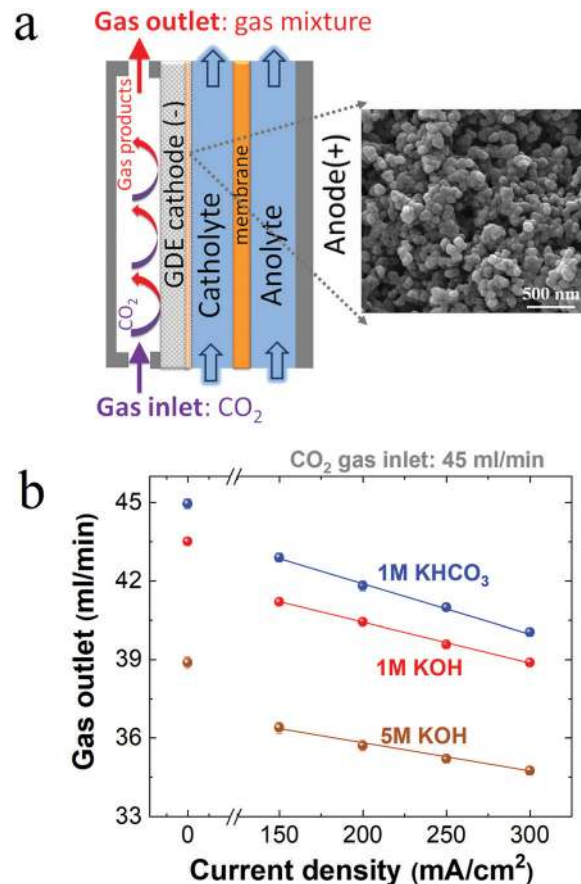 a
Gas outlet: gas mixture
Gas products
CO₂
GDE cathode (-)
Catholyte
membrane
Anolyte
Anode(+)
500 nm
Gas inlet: CO₂
b
CO₂ gas inlet: 45 ml/min
Gas outlet (ml/min)
45
42
39
36
33
1M KHCO₃
1M KOH
5M KOH
0
150
200
250
300
Current density (mA/cm²)